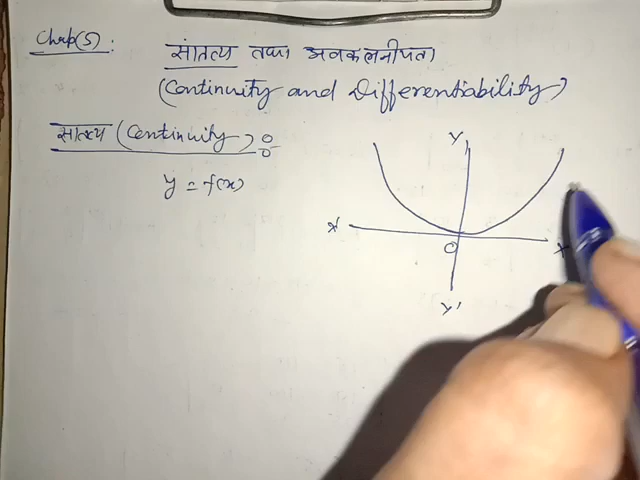 Chap(5):
सांतत्य तथा अवकलनीयता
(Continuity and Differentiability)
सातत्य (Continuity)
y = f(x)
Y
X' X
O
Y'